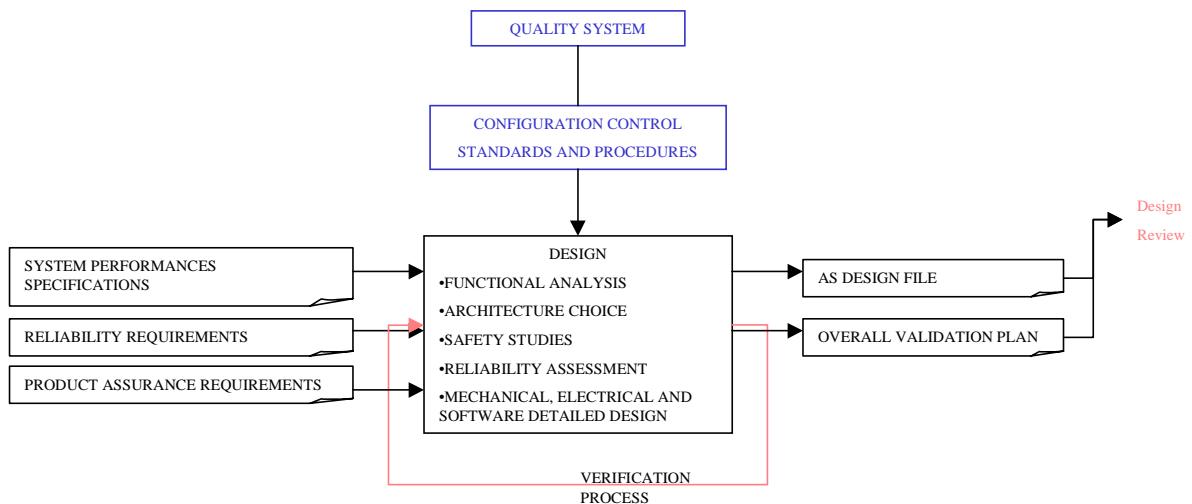 QUALITY SYSTEM
CONFIGURATION CONTROL
STANDARDS AND PROCEDURES
Design
Review
SYSTEM PERFORMANCES
SPECIFICATIONS
RELIABILITY REQUIREMENTS
PRODUCT ASSURANCE REQUIREMENTS
DESIGN
•FUNCTIONAL ANALYSIS
•ARCHITECTURE CHOICE
•SAFETY STUDIES
•RELIABILITY ASSESSMENT
•MECHANICAL, ELECTRICAL AND
SOFTWARE DETAILED DESIGN
AS DESIGN FILE
OVERALL VALIDATION PLAN
VERIFICATION
PROCESS